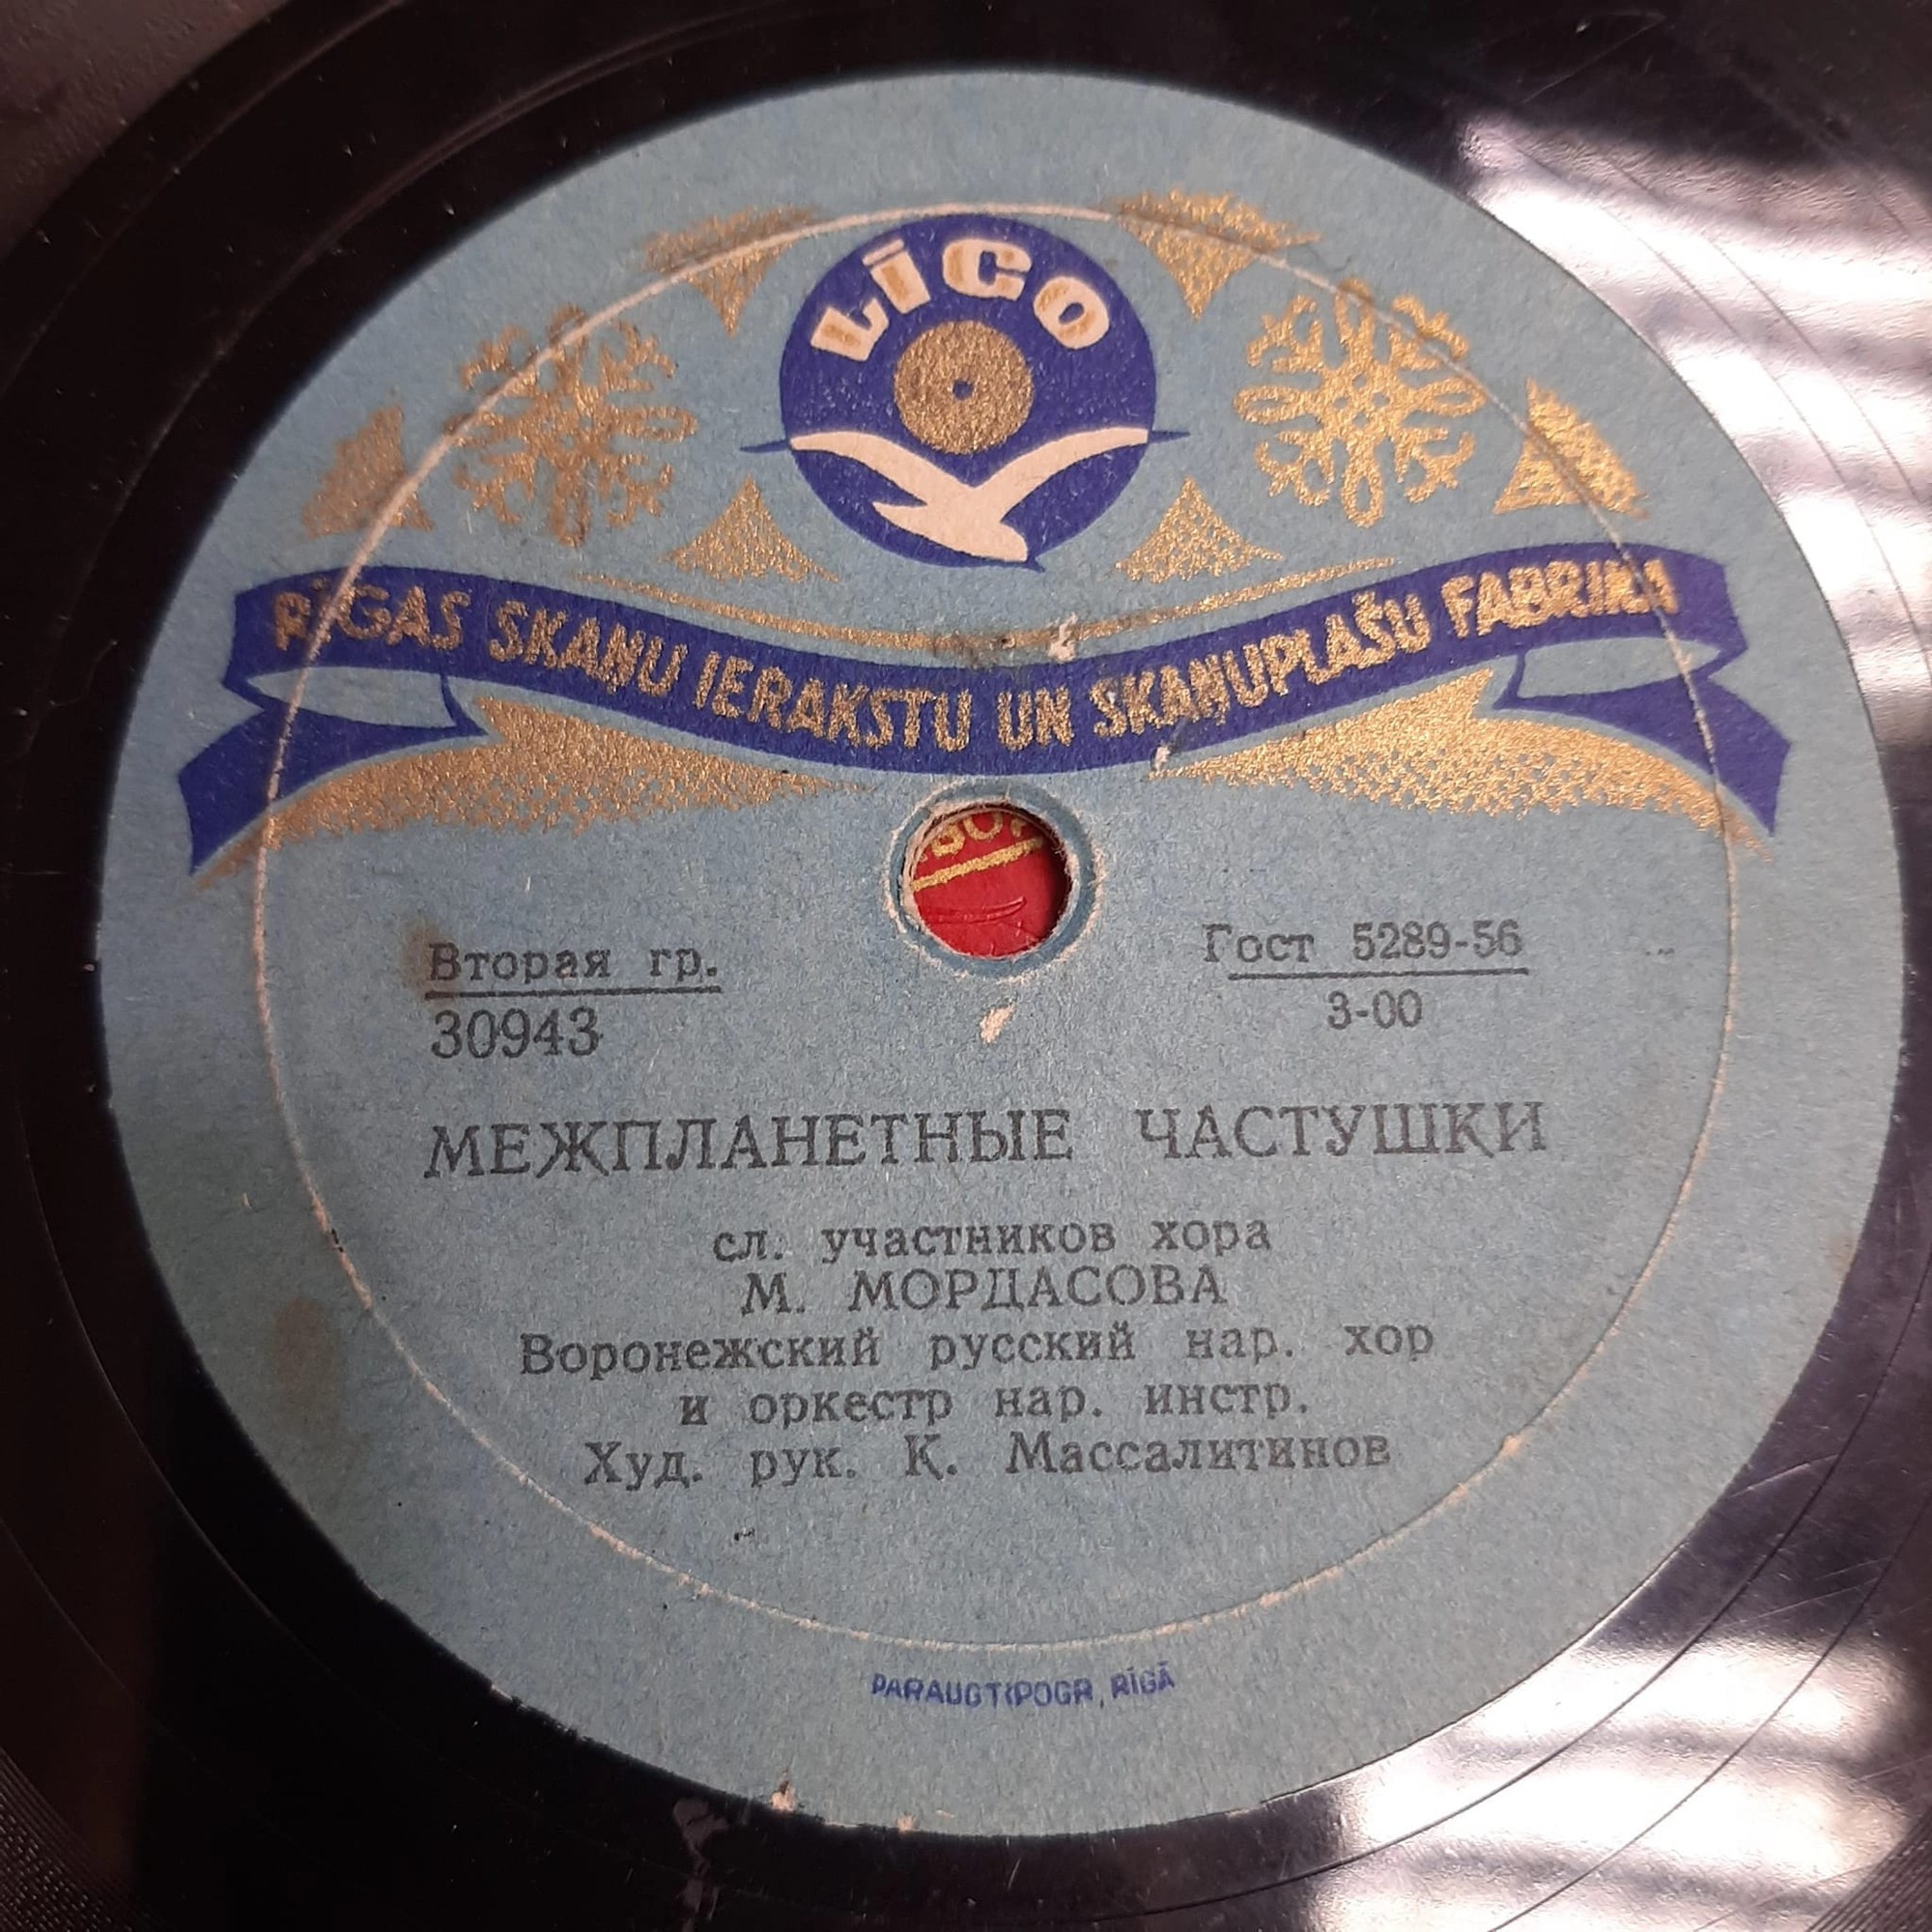 LĪGO
RĪGAS SKAŅU IERAKSTU UN SKAŅUPLAŠU FABRIKA
Вторая гр.
30943
Гост 5289-56
3-00
МЕЖПЛАНЕТНЫЕ ЧАСТУШКИ
сл. участников хора
М. МОРДАСОВА
Воронежский русский нар. хор
и оркестр нар. инстр.
Худ. рук. К. Массалитинов
PARAUGTIPOGR, RĪGĀ